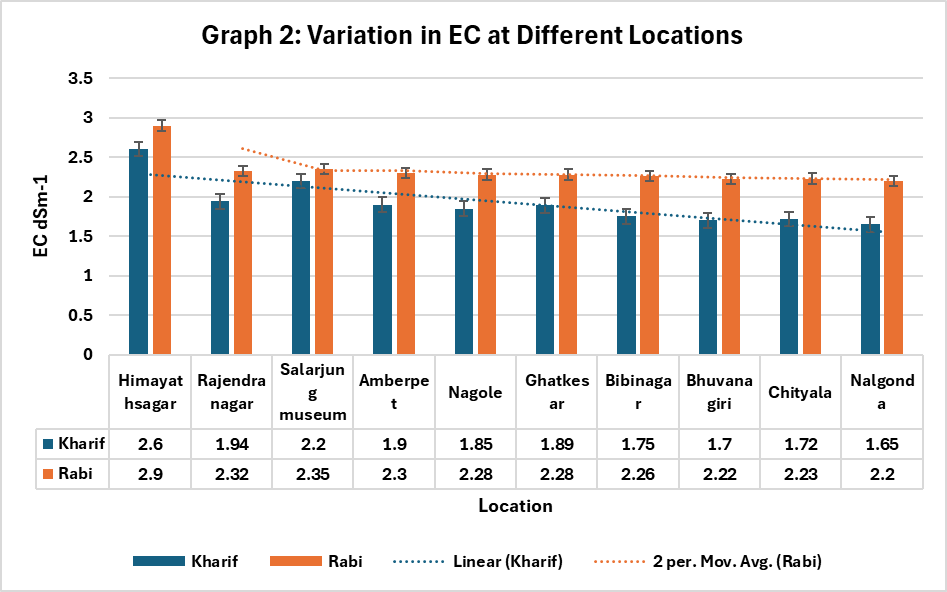 Graph 2: Variation in EC at Different Locations
EC dSm-1
3.5
3
2.5
2
1.5
1
0.5
0
Himayat
hsagar
Rajendra
nagar
Salarjun
g
museum
Amberpe
t
Nagole
Ghatkes
ar
Bibinaga
r
Bhuvana
giri
Chityala
Nalgond
a
Kharif 2.6 1.94 2.2 1.9 1.85 1.89 1.75 1.7 1.72 1.65
Rabi 2.9 2.32 2.35 2.3 2.28 2.28 2.26 2.22 2.23 2.2
Location
Kharif Rabi Linear (Kharif) 2 per. Mov. Avg. (Rabi)